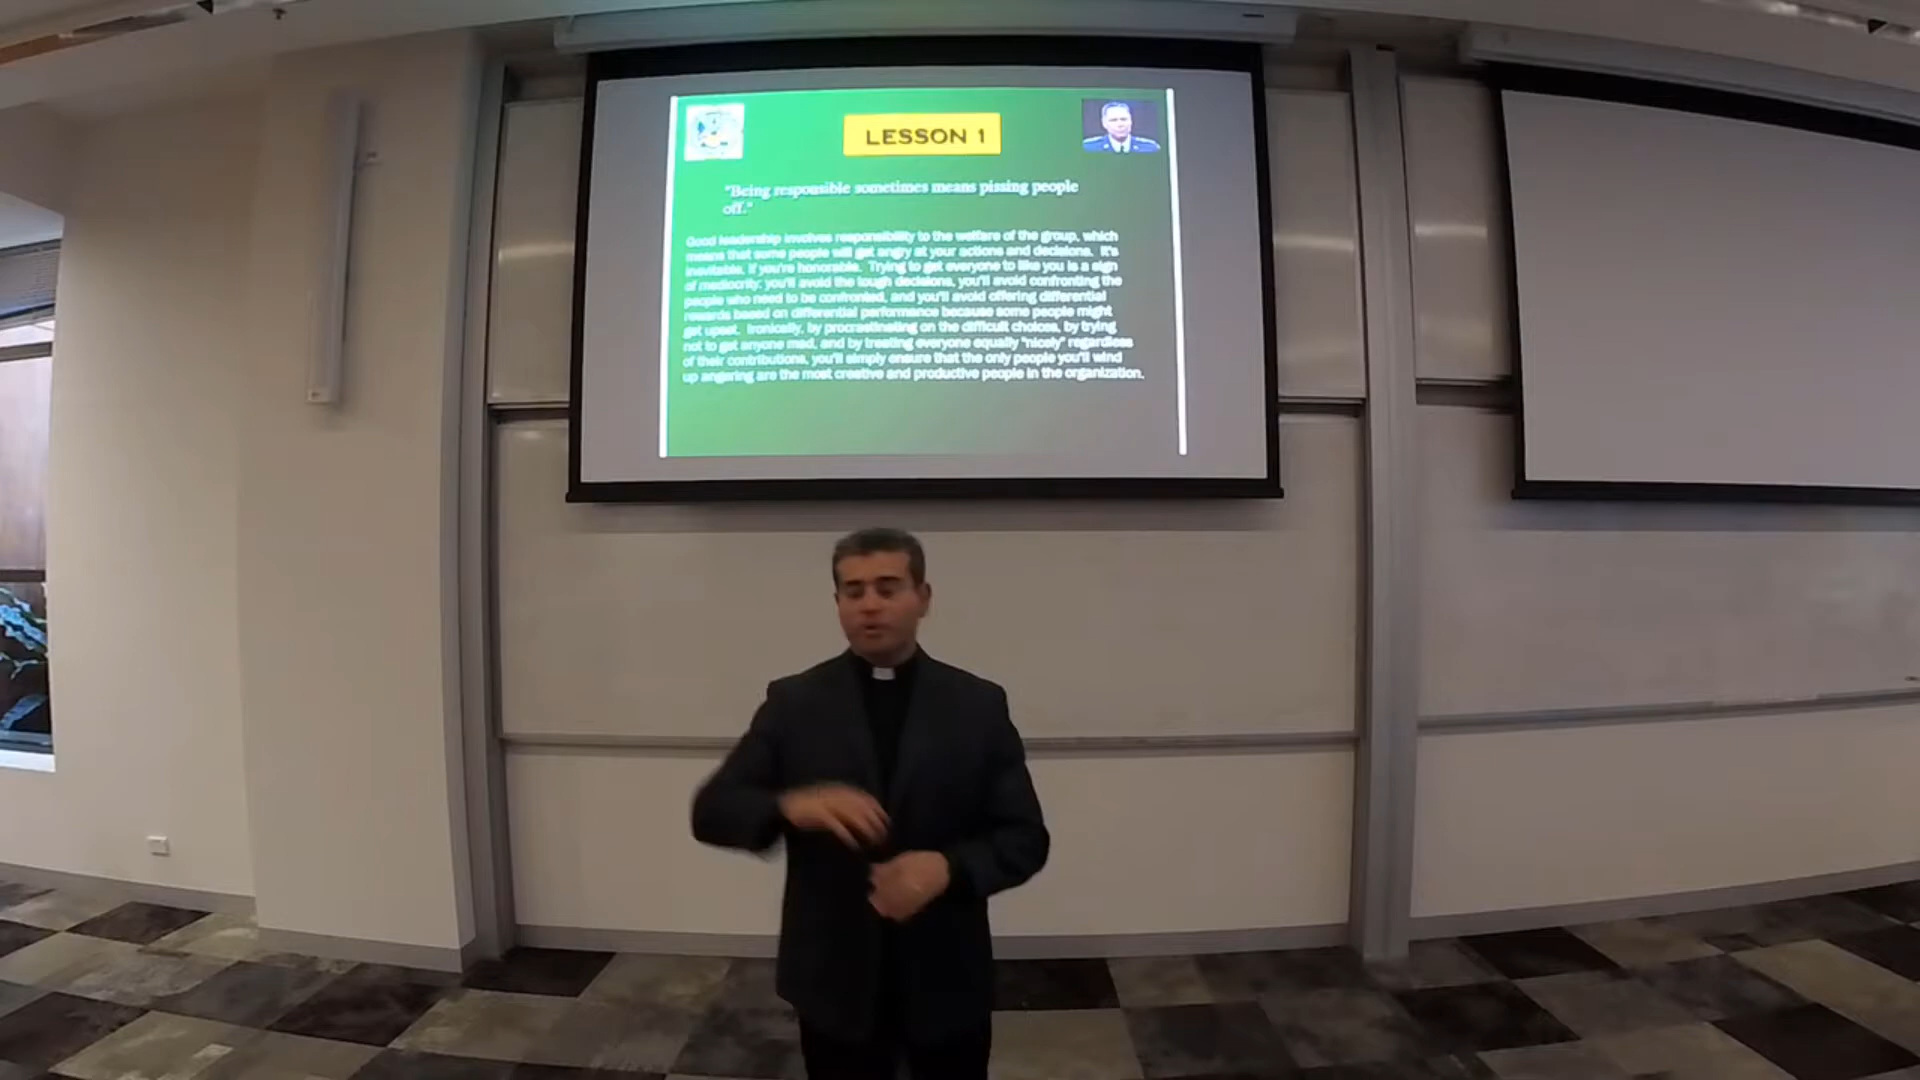 LESSON 1
"Being responsible sometimes means pissing people
off."
Good leadership involves responsibility to the welfare of the group, which
means that some people will get angry at your actions and decisions. It's
inevitable, if you're honorable. Trying to get everyone to like you is a sign
of mediocrity: you'll avoid the tough decisions, you'll avoid confronting the
people who need to be confronted, and you'll avoid offering differential
rewards based on differential performance because some people might
get upset. Ironically, by procrastinating on the difficult choices, by trying
not to get anyone mad, and by treating everyone equally "nicely" regardless
of their contributions, you'll simply ensure that the only people you'll wind
up angering are the most creative and productive people in the organization.